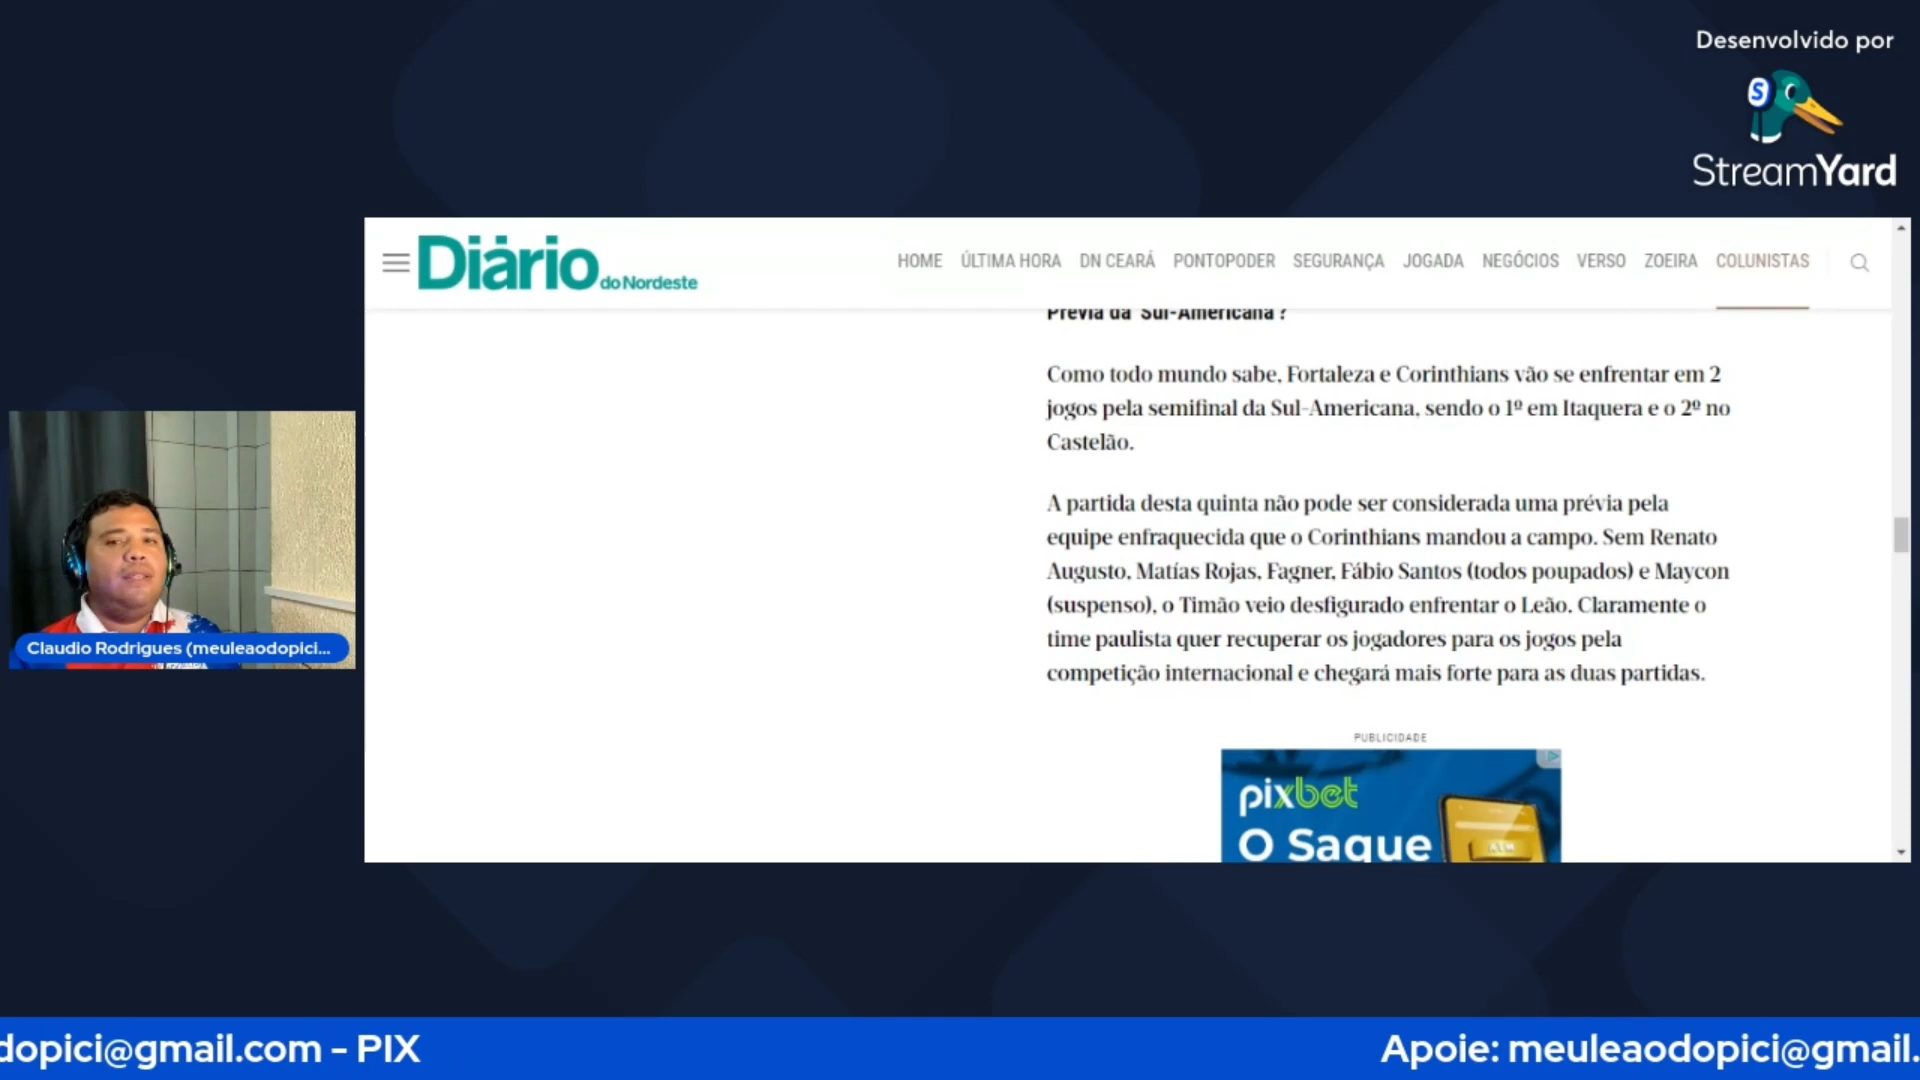 Desenvolvido por
S
StreamYard
Diário do Nordeste
HOME ÚLTIMA HORA DN CEARÁ PONTOPODER SEGURANÇA JOGADA NEGÓCIOS VERSO ZOEIRA COLUNISTAS
Prévia da 'Sul-Americana'?
Como todo mundo sabe, Fortaleza e Corinthians vão se enfrentar em 2
jogos pela semifinal da Sul-Americana, sendo o 1º em Itaquera e o 2º no
Castelão.
A partida desta quinta não pode ser considerada uma prévia pela
equipe enfraquecida que o Corinthians mandou a campo. Sem Renato
Augusto, Matías Rojas, Fagner, Fábio Santos (todos poupados) e Maycon
(suspenso), o Timão veio desfigurado enfrentar o Leão. Claramente o
time paulista quer recuperar os jogadores para os jogos pela
competição internacional e chegará mais forte para as duas partidas.
PUBLICIDADE
pixbet
O Saque
Claudio Rodrigues (meuleaodopici...
dopici@gmail.com - PIX
Apoie: meuleaodopici@gmail.